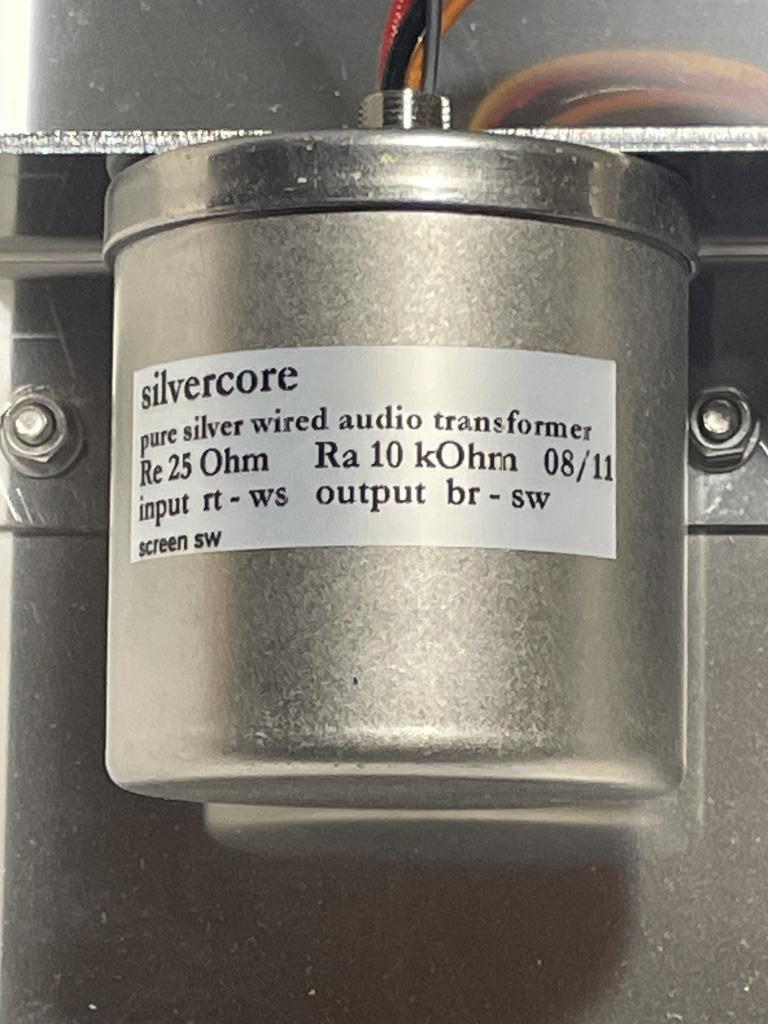 silvercore
pure silver wired audio transformer
Re 25 Ohm Ra 10 kOhm 08/11
input rt - ws output br - sw
screen sw